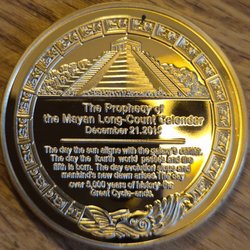 The Prophecy of
the Mayan Long-Count Calendar
December 21.2012
The day the sun aligns with the galaxy's center.
The day the fourth world passes and the
fifth is born. The day evolution ends and
mankind's new dawn arises. The day
over 5,000 years of history-the
Great Cycle-ends.